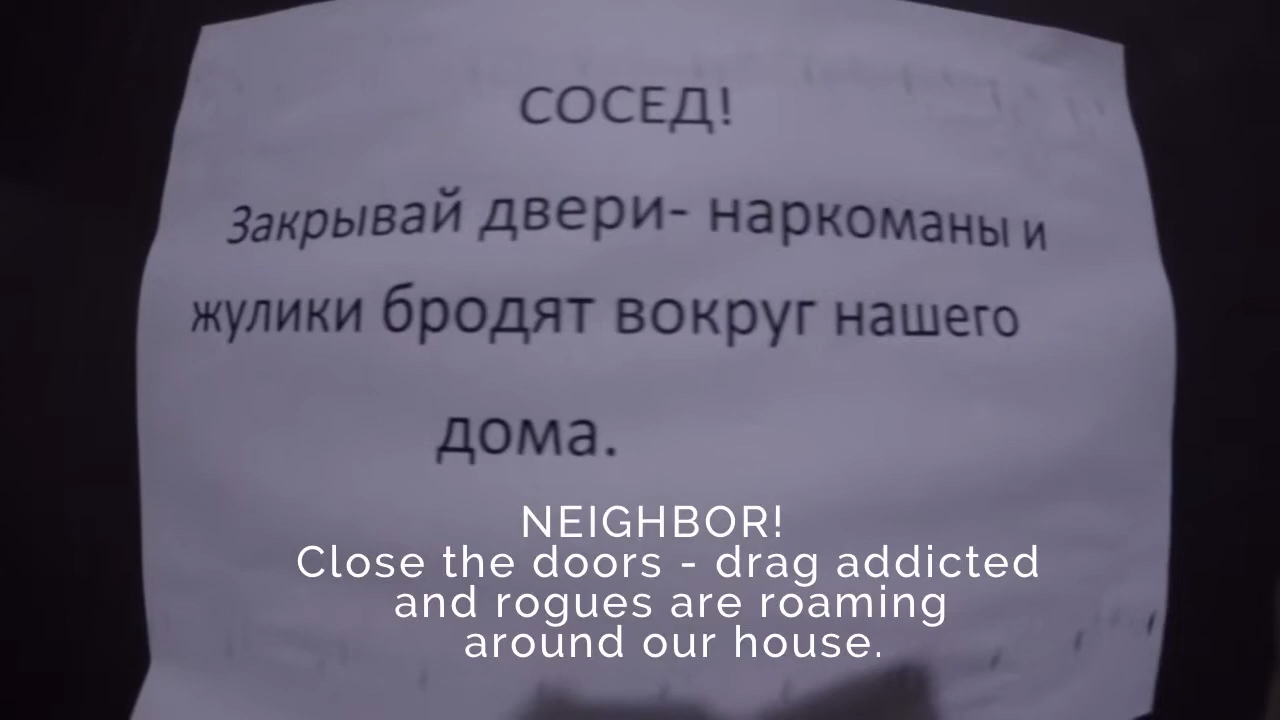 СОСЕД!
Закрывай двери- наркоманы и
жулики бродят вокруг нашего
дома.
NEIGHBOR!
Close the doors - drag addicted
and rogues are roaming
around our house.